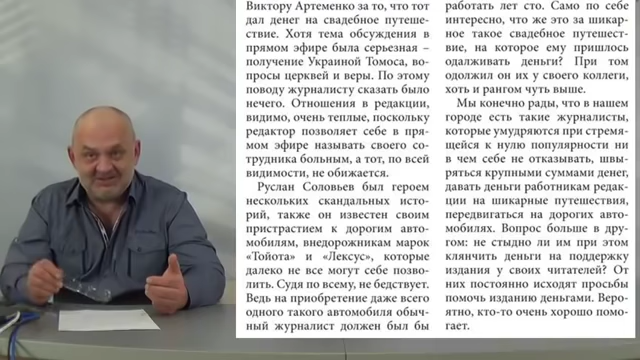 Виктору Артеменко за то, что тот
дал денег на свадебное путеше-
ствие. Хотя тема обсуждения в
прямом эфире была серьезная –
получение Украиной Томоса, во-
просы церквей и веры. По этому
поводу журналисту сказать было
нечего. Отношения в редакции,
видимо, очень теплые, поскольку
редактор позволяет себе в пря-
мом эфире называть своего со-
трудника больным, а тот, по всей
видимости, не обижается.
Руслан Соловьев был героем
нескольких скандальных исто-
рий, также он известен своим
пристрастием к дорогим автомо-
билям, внедорожникам марок
«Тойота» и «Лексус», которые
далеко не все могут себе позво-
лить. Судя по всему, не бедствует.
Ведь на приобретение даже всего
одного такого автомобиля обыч-
ный журналист должен был бы
работать лет сто. Само по себе
интересно, что же это за шикар-
ное такое свадебное путешест-
вие, на которое ему пришлось
одалживать деньги? При том
одолжил он их у своего коллеги,
хоть и рангом чуть выше.
Мы конечно рады, что в нашем
городе есть такие журналисты,
которые умудряются при стремя-
щейся к нулю популярности ни
в чем себе не отказывать, швы-
ряться крупными суммами денег,
давать деньги работникам редак-
ции на шикарные путешествия,
передвигаться на дорогих авто-
мобилях. Вопрос больше в дру-
гом: не стыдно ли им при этом
клянчить деньги на поддержку
издания у своих читателей? От
них постоянно исходят просьбы
помочь изданию деньгами. Веро-
ятно, кто-то очень хорошо помо-
гает.